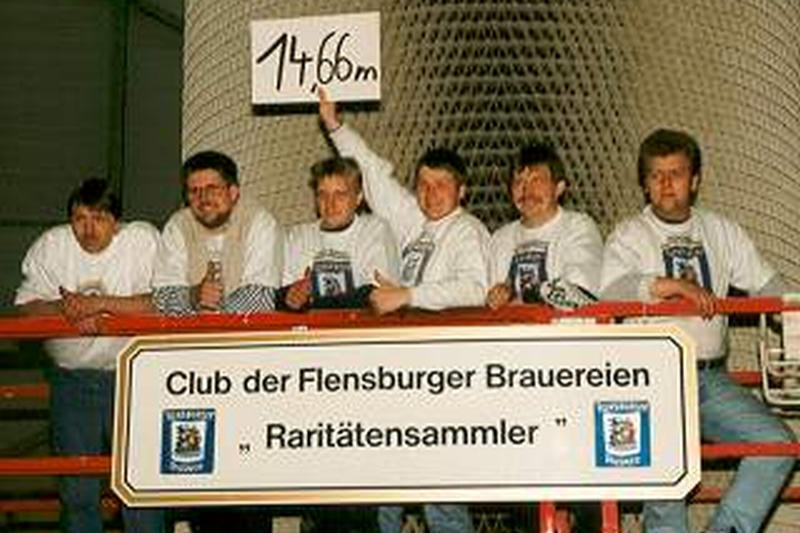 14,66m
Club der Flensburger Brauereien
„ Raritätensammler ”